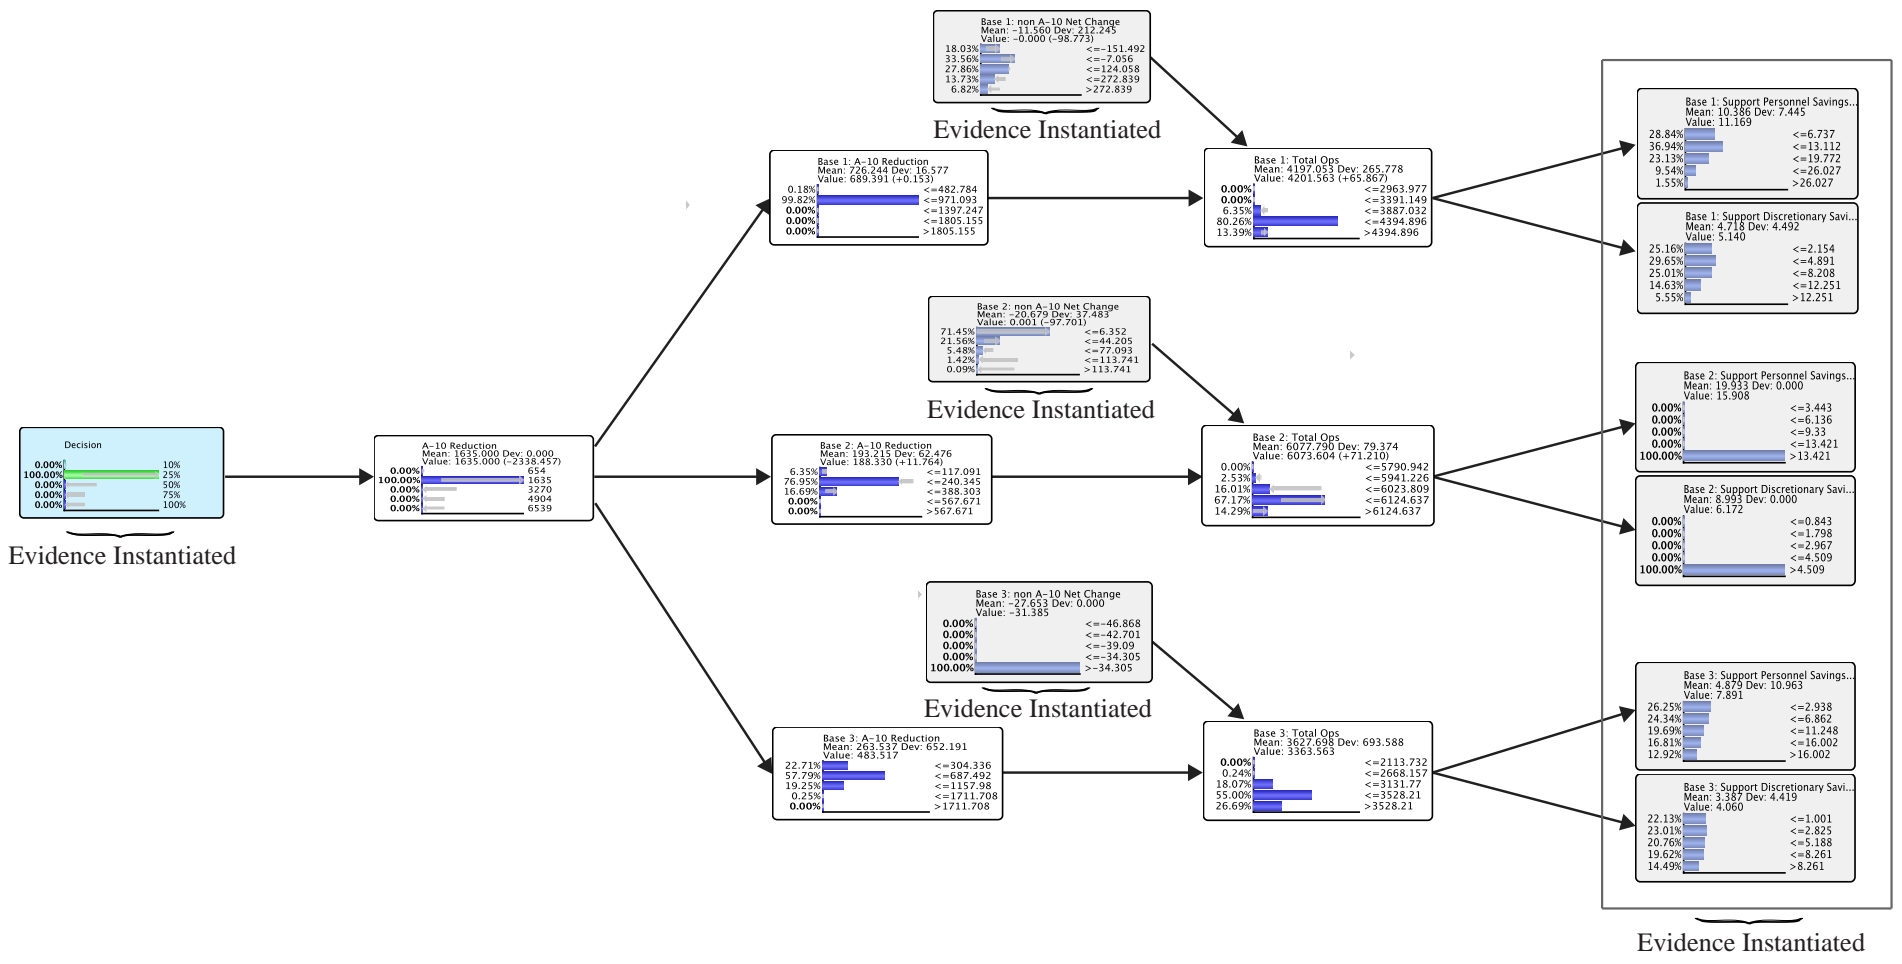 Base 1: non A-10 Net Change
Mean: -11.560 Dev: 212.245
Value: -0.000 (-98.773)
18.03% <=-151.492
33.56% <=-7.056
27.86% <=124.058
13.73% <=272.839
6.82% >272.839
Evidence Instantiated
Base 1: A-10 Reduction
Mean: 726.244 Dev: 16.577
Value: 689.391 (+0.153)
0.18% <=482.784
99.82% <=971.093
0.00% <=1397.247
0.00% <=1805.155
0.00% >1805.155
Base 1: Total Ops
Mean: 4197.053 Dev: 265.778
Value: 4201.563 (+65.867)
0.00% <=2963.977
0.00% <=3391.149
6.35% <=3887.032
80.26% <=4394.896
13.39% >4394.896
Base 1: Support Personnel Savings...
Mean: 10.386 Dev: 7.445
Value: 11.169
28.84% <=6.737
36.94% <=13.112
23.13% <=19.772
9.54% <=26.027
1.55% >26.027
Base 1: Support Discretionary Savi...
Mean: 4.718 Dev: 4.492
Value: 5.140
25.16% <=2.154
29.65% <=4.891
25.01% <=8.208
14.63% <=12.251
5.55% >12.251
Base 2: non A-10 Net Change
Mean: -20.679 Dev: 37.483
Value: 0.001 (-97.701)
71.45% <=6.352
21.56% <=44.205
5.48% <=77.093
1.42% <=113.741
0.09% >113.741
Evidence Instantiated
Decision
0.00% 10%
100.00% 25%
0.00% 50%
0.00% 75%
0.00% 100%
Evidence Instantiated
A-10 Reduction
Mean: 1635.000 Dev: 0.000
Value: 1635.000 (-2338.457)
0.00% 654
100.00% 1635
0.00% 3270
0.00% 4904
0.00% 6539
Base 2: A-10 Reduction
Mean: 193.215 Dev: 62.476
Value: 188.330 (+11.764)
6.35% <=117.091
76.95% <=240.345
16.69% <=388.303
0.00% <=567.671
0.00% >567.671
Base 2: Total Ops
Mean: 6077.790 Dev: 79.374
Value: 6073.604 (+71.210)
0.00% <=5790.942
2.53% <=5941.226
16.01% <=6023.809
67.17% <=6124.637
14.29% >6124.637
Base 2: Support Personnel Savings...
Mean: 19.933 Dev: 0.000
Value: 15.908
0.00% <=3.443
0.00% <=6.136
0.00% <=9.33
0.00% <=13.421
100.00% >13.421
Base 2: Support Discretionary Savi...
Mean: 8.993 Dev: 0.000
Value: 6.172
0.00% <=0.843
0.00% <=1.798
0.00% <=2.967
0.00% <=4.509
100.00% >4.509
Base 3: non A-10 Net Change
Mean: -27.653 Dev: 0.000
Value: -31.385
0.00% <=-46.868
0.00% <=-42.701
0.00% <=-39.09
0.00% <=-34.305
100.00% >-34.305
Evidence Instantiated
Base 3: A-10 Reduction
Mean: 263.537 Dev: 652.191
Value: 483.517
22.71% <=304.336
57.79% <=687.492
19.25% <=1157.98
0.25% <=1711.708
0.00% >1711.708
Base 3: Total Ops
Mean: 3627.698 Dev: 693.588
Value: 3363.563
0.00% <=2113.732
0.24% <=2668.157
18.07% <=3131.77
55.00% <=3528.21
26.69% >3528.21
Base 3: Support Personnel Savings...
Mean: 4.879 Dev: 10.963
Value: 7.891
26.25% <=2.938
24.34% <=6.862
19.69% <=11.248
16.81% <=16.002
12.92% >16.002
Base 3: Support Discretionary Savi...
Mean: 3.387 Dev: 4.419
Value: 4.060
22.13% <=1.001
23.01% <=2.825
20.76% <=5.188
19.62% <=8.261
14.49% >8.261
Evidence Instantiated